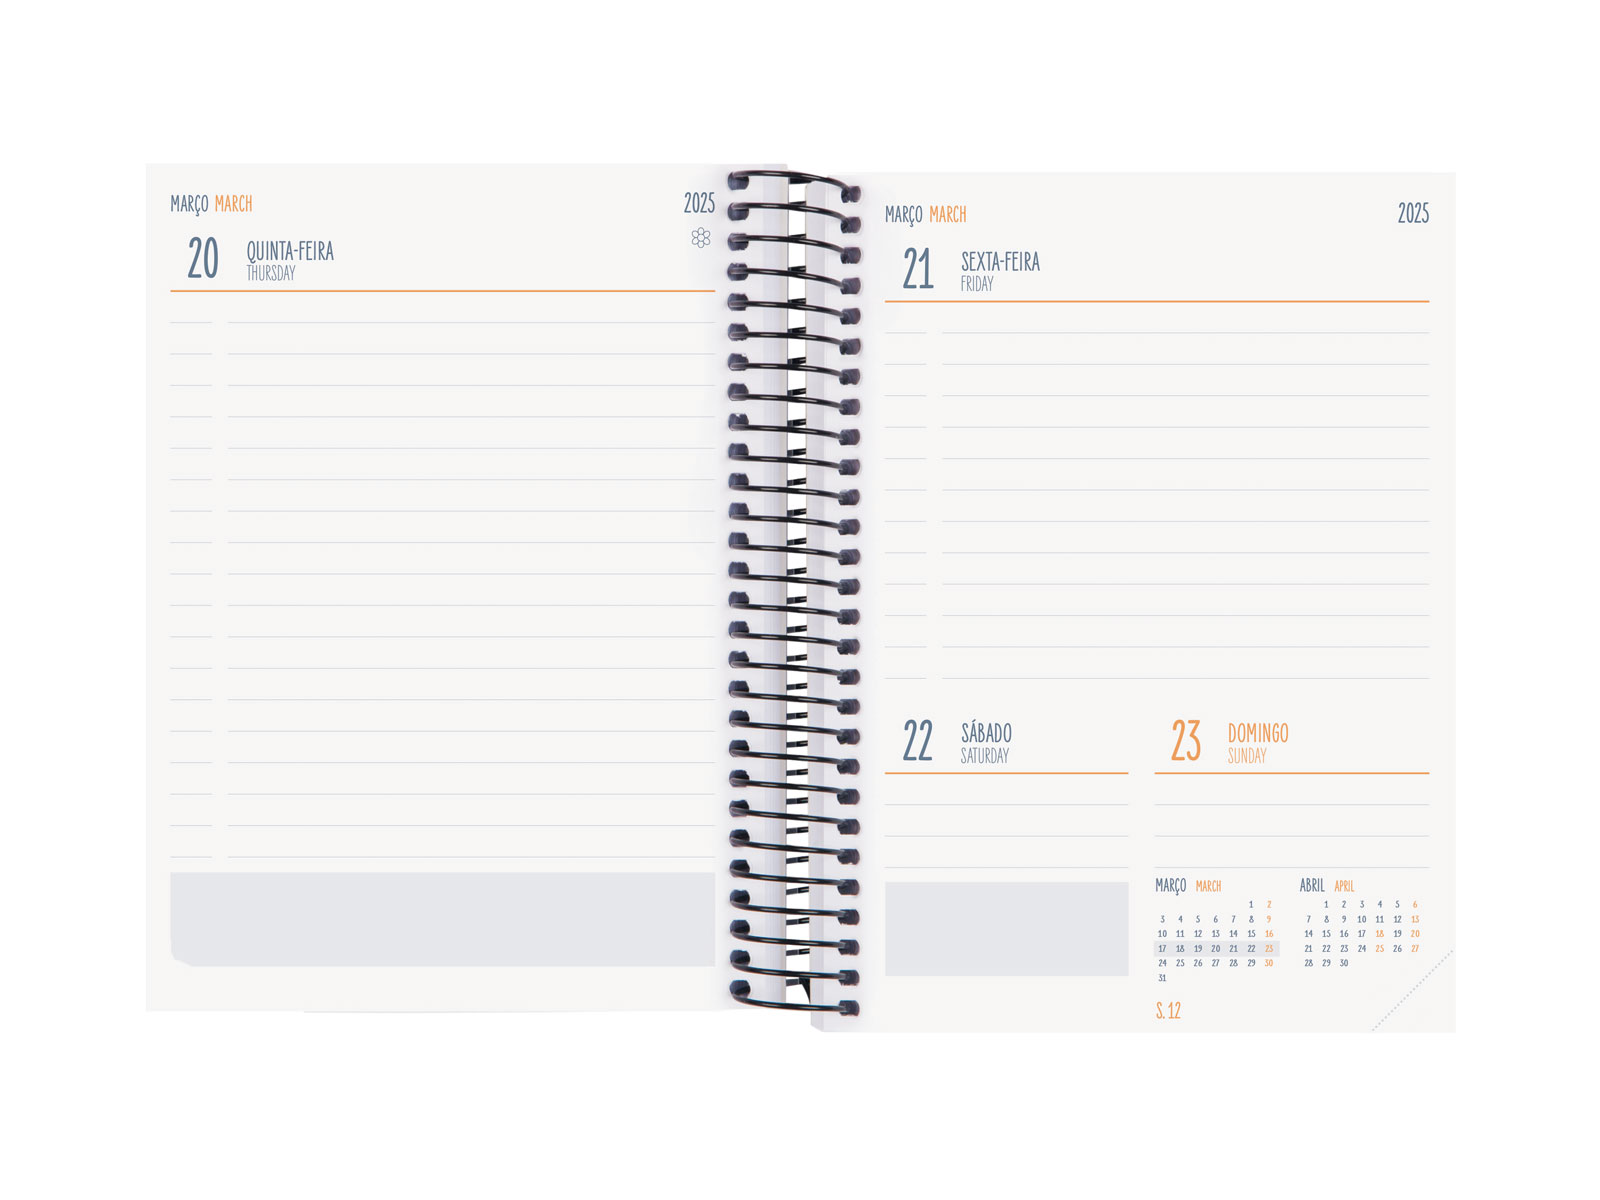 MARÇO MARCH 2025
20 QUINTA-FEIRA
THURSDAY
MARÇO MARCH 2025
21 SEXTA-FEIRA
FRIDAY
22 SÁBADO
SATURDAY
23 DOMINGO
SUNDAY
MARÇO MARCH
1 2
3 4 5 6 7 8 9
10 11 12 13 14 15 16
17 18 19 20 21 22 23
24 25 26 27 28 29 30
31
ABRIL APRIL
1 2 3 4 5 6
7 8 9 10 11 12 13
14 15 16 17 18 19 20
21 22 23 24 25 26 27
28 29 30
S. 12